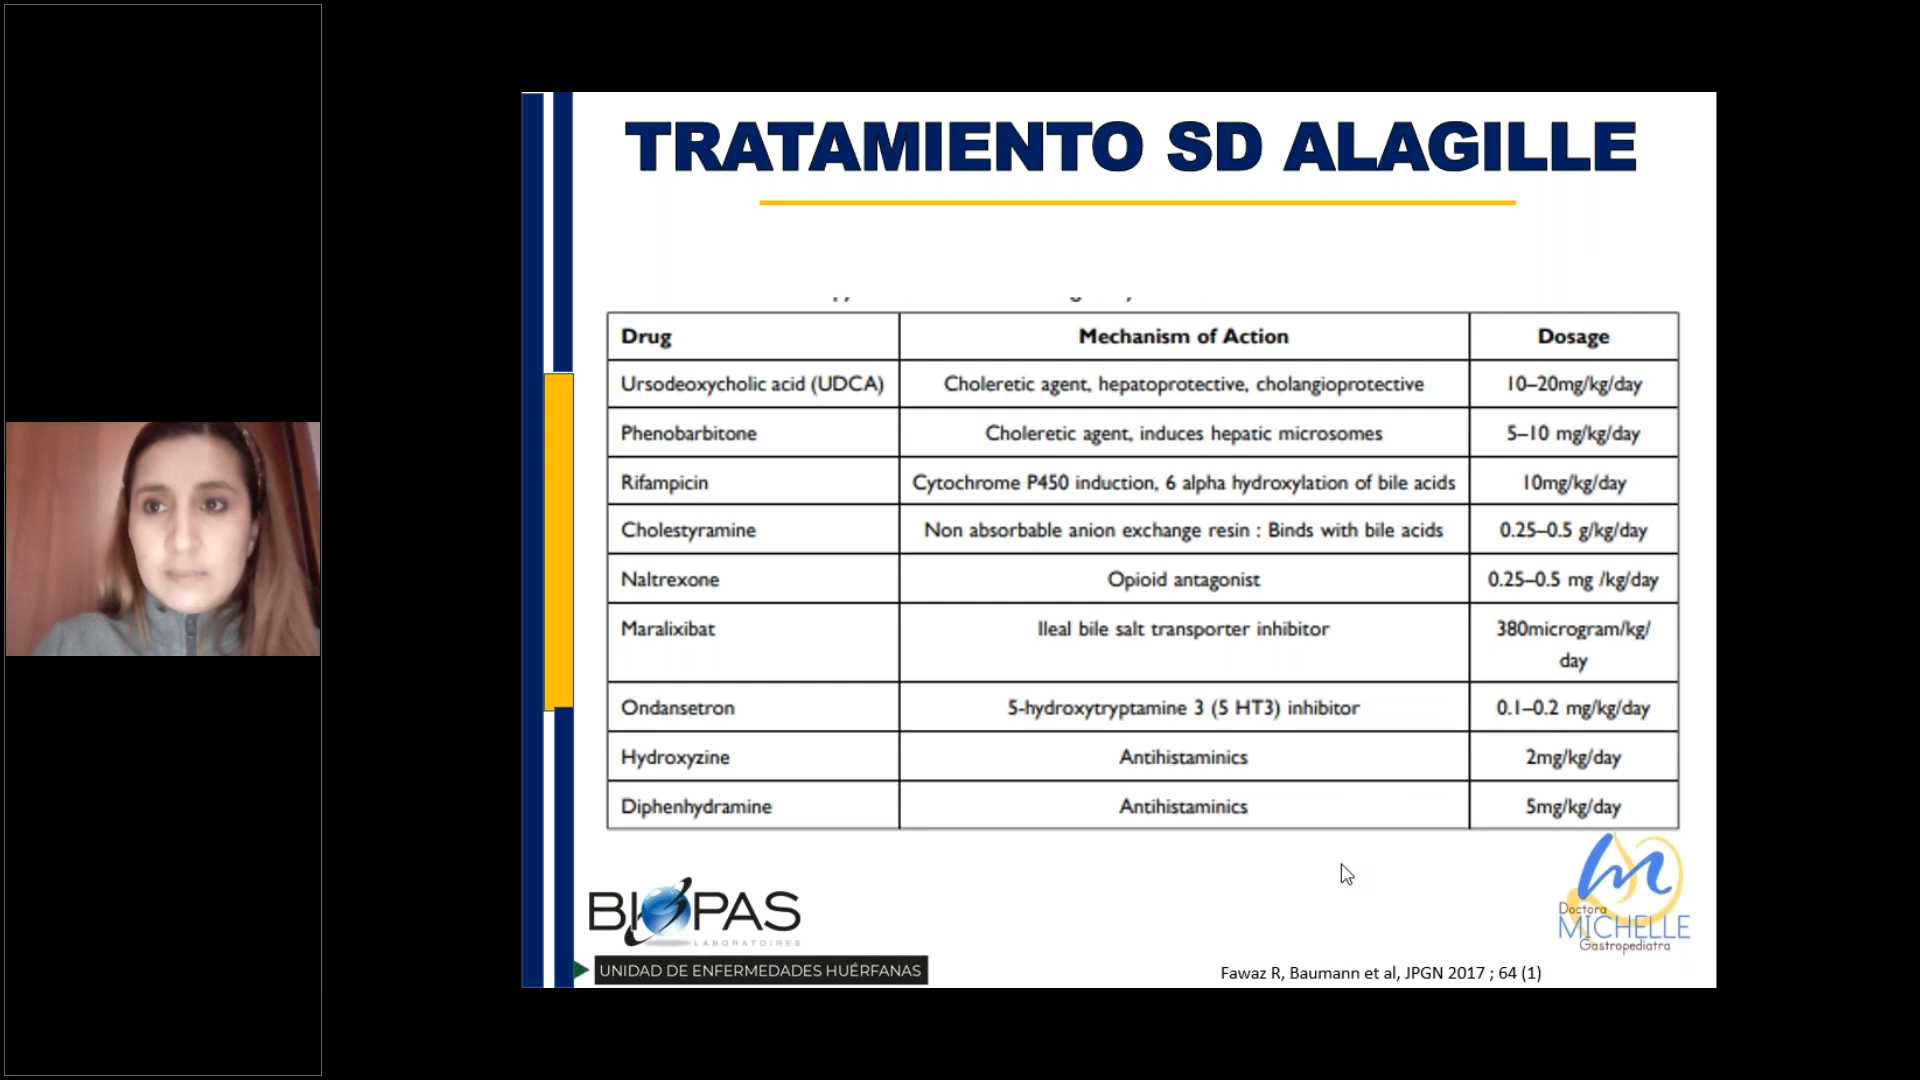 TRATAMIENTO SD ALAGILLE
Drug Mechanism of Action Dosage
Ursodeoxycholic acid (UDCA) Choleretic agent, hepatoprotective, cholangioprotective 10–20mg/kg/day
Phenobarbitone Choleretic agent, induces hepatic microsomes 5–10 mg/kg/day
Rifampicin Cytochrome P450 induction, 6 alpha hydroxylation of bile acids 10mg/kg/day
Cholestyramine Non absorbable anion exchange resin : Binds with bile acids 0.25–0.5 g/kg/day
Naltrexone Opioid antagonist 0.25–0.5 mg /kg/day
Maralixibat Ileal bile salt transporter inhibitor 380microgram/kg/
day
Ondansetron 5-hydroxytryptamine 3 (5 HT3) inhibitor 0.1–0.2 mg/kg/day
Hydroxyzine Antihistaminics 2mg/kg/day
Diphenhydramine Antihistaminics 5mg/kg/day
BIOPAS
LABORATOIRES
UNIDAD DE ENFERMEDADES HUÉRFANAS
Doctora
MICHELLE
Gastropediatra
Fawaz R, Baumann et al, JPGN 2017 ; 64 (1)